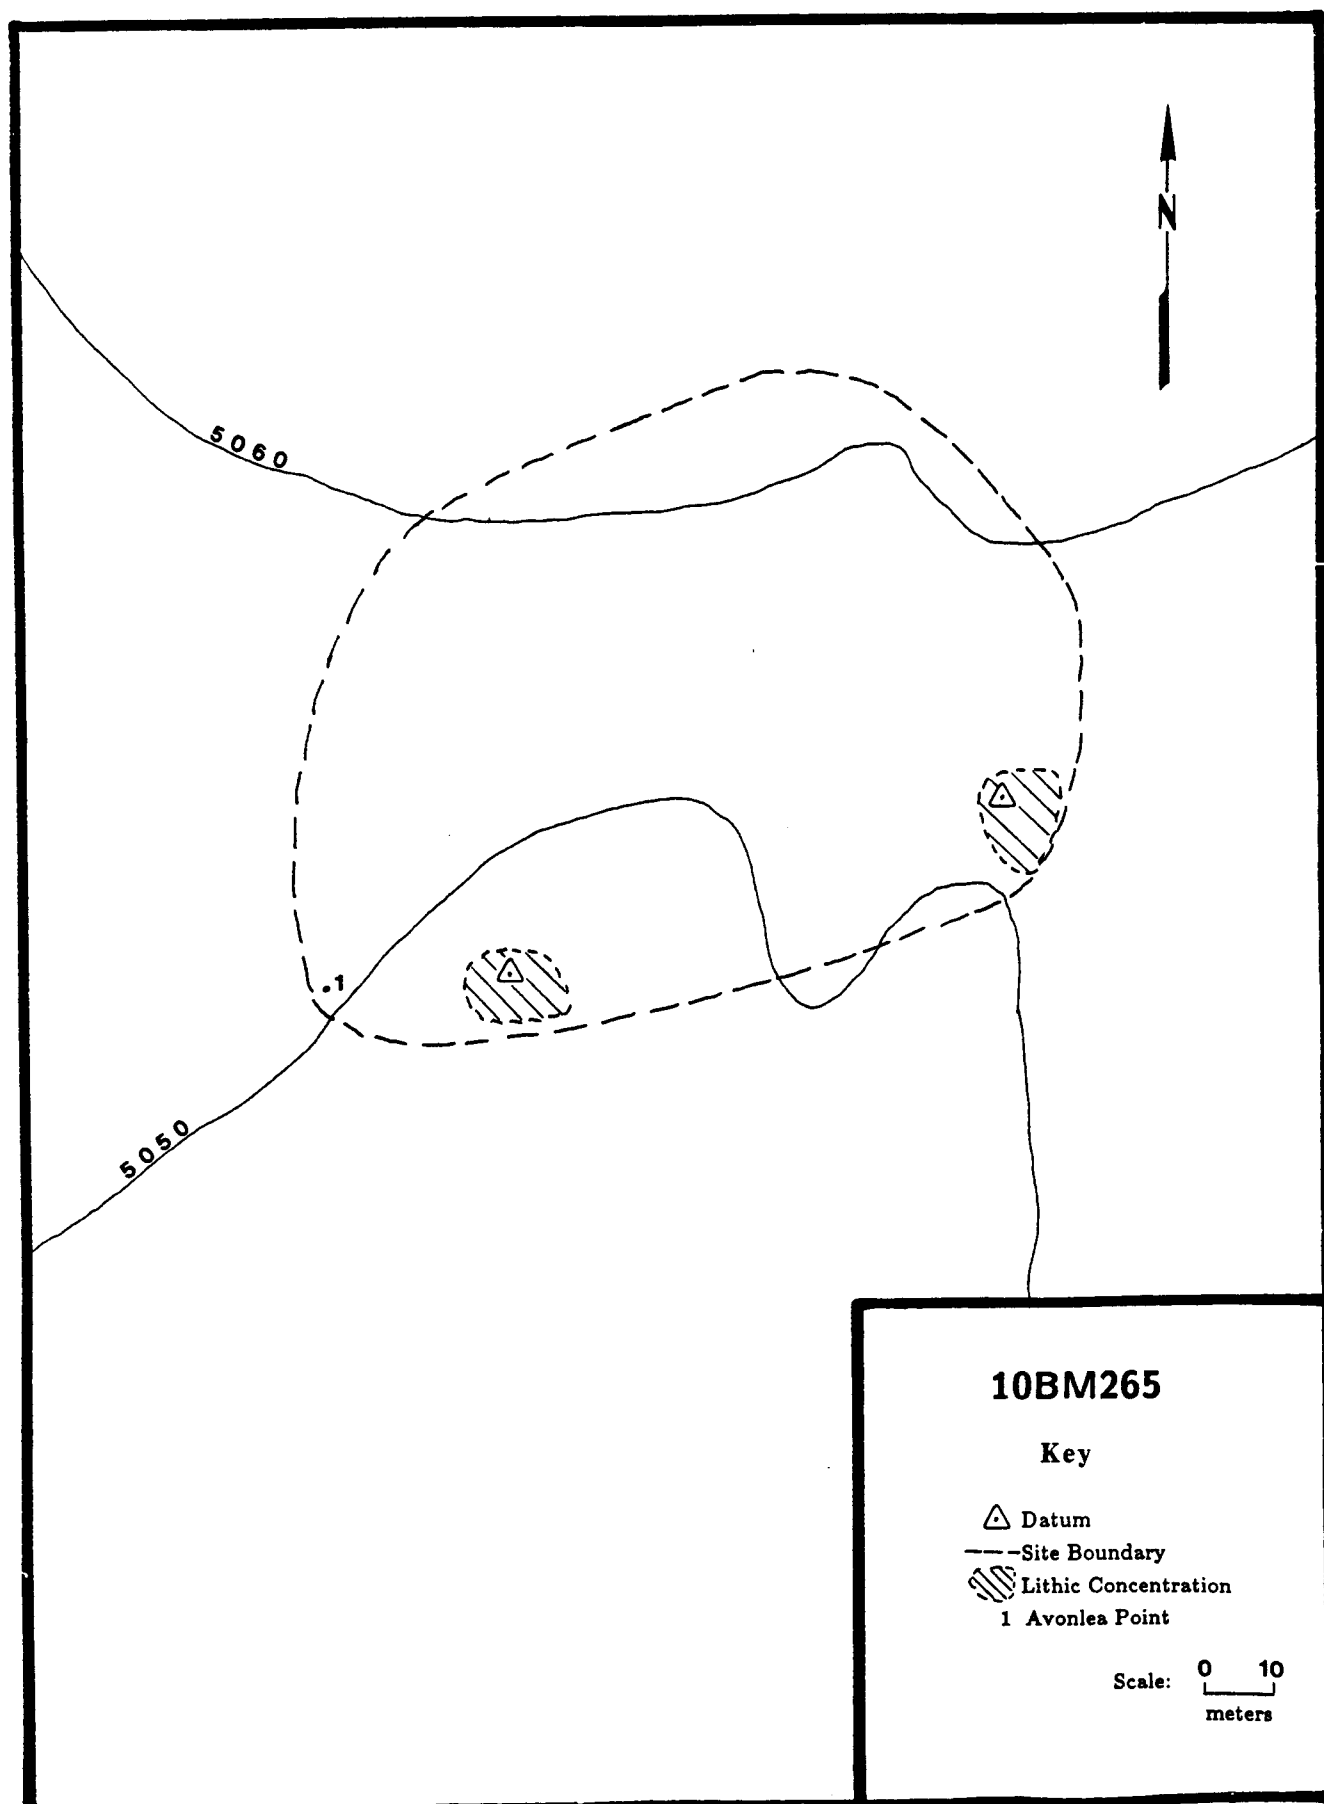 N
5060
1
5050
10BM265
Key
Datum
Site Boundary
Lithic Concentration
1 Avonlea Point
Scale: 0 10
meters